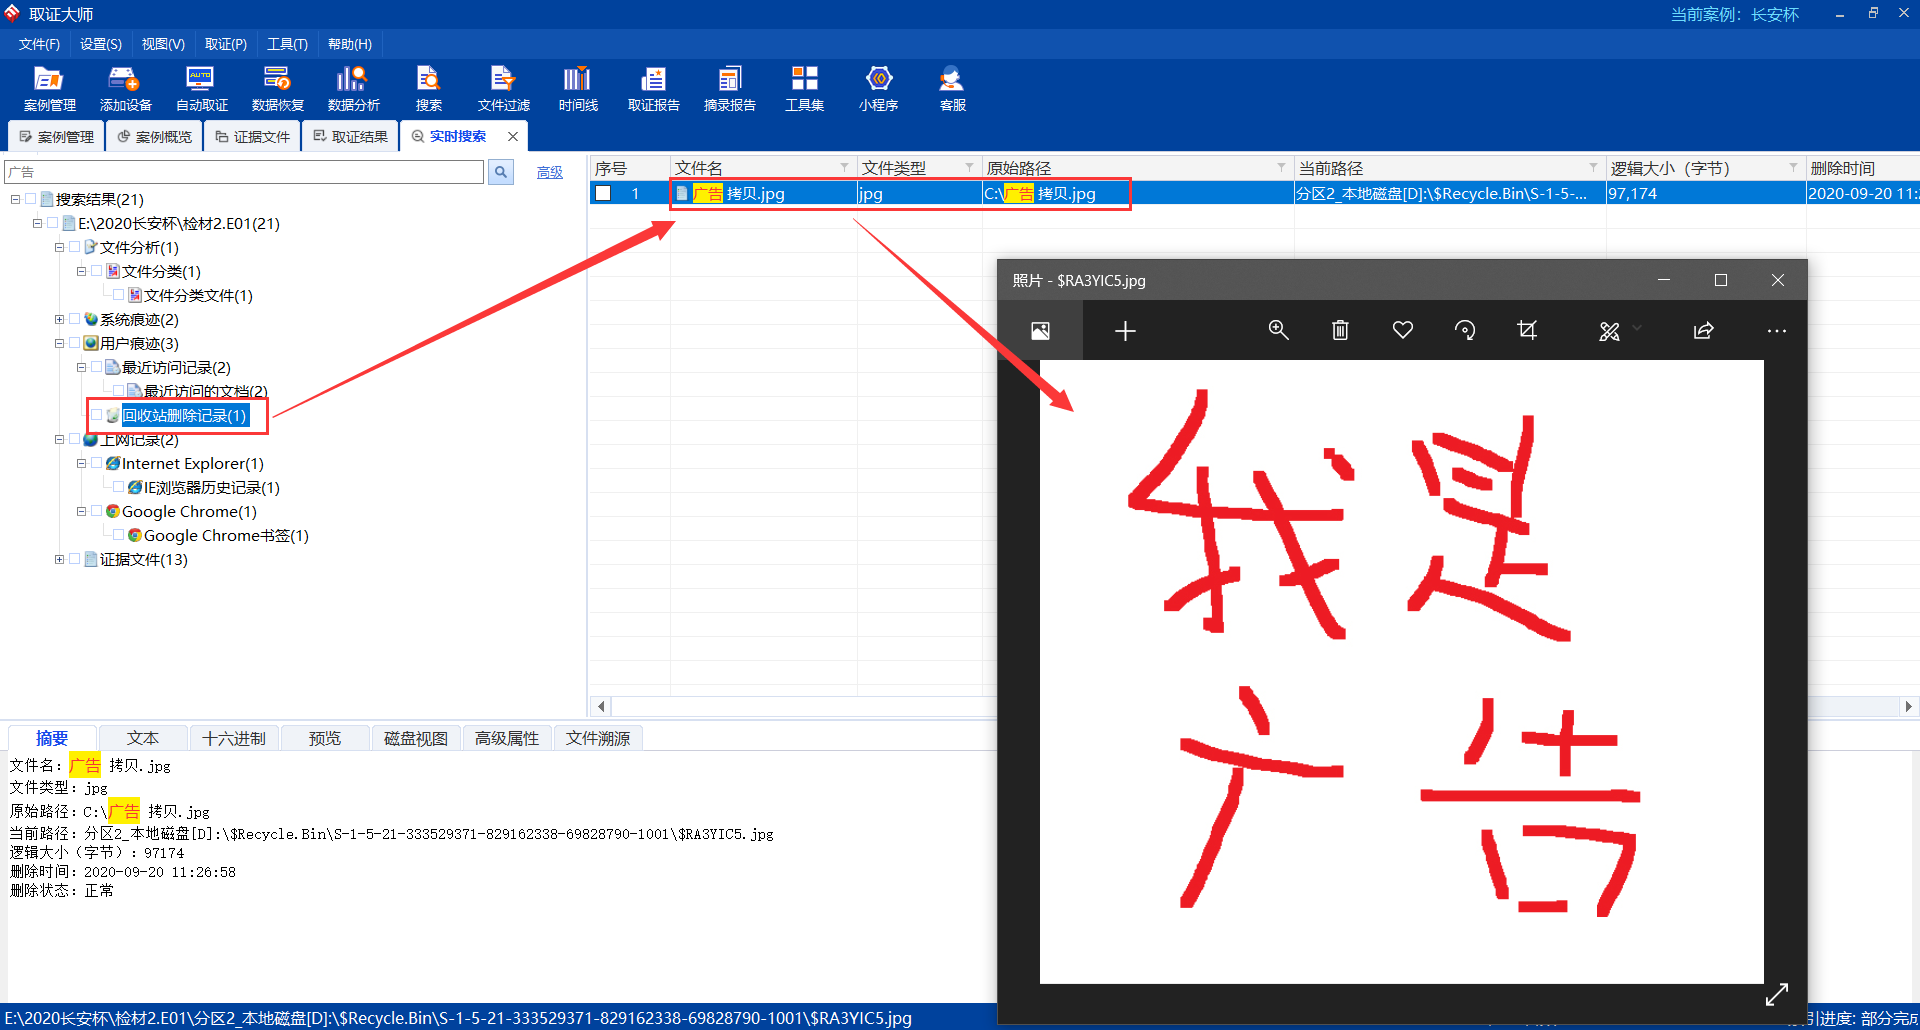 取证大师
当前案例：长安杯
文件(F) 设置(S) 视图(V) 取证(P) 工具(T) 帮助(H)
案例管理 添加设备 自动取证 数据恢复 数据分析 搜索 文件过滤 时间线 取证报告 摘录报告 工具集 小程序 客服
案例管理 案例概览 证据文件 取证结果 实时搜索
广告
高级
搜索结果(21)
E:\2020长安杯\检材2.E01(21)
文件分析(1)
文件分类(1)
文件分类文件(1)
系统痕迹(2)
用户痕迹(3)
最近访问记录(2)
最近访问的文档(2)
回收站删除记录(1)
上网记录(2)
Internet Explorer(1)
IE浏览器历史记录(1)
Google Chrome(1)
Google Chrome书签(1)
证据文件(13)
序号 文件名 文件类型 原始路径 当前路径 逻辑大小（字节） 删除时间
1 广告 拷贝.jpg jpg C:\广告 拷贝.jpg 分区2_本地磁盘[D]:\$Recycle.Bin\S-1-5-... 97,174 2020-09-20 11:
照片 - $RA3YIC5.jpg
我是
广告
摘要 文本 十六进制 预览 磁盘视图 高级属性 文件溯源
文件名：广告 拷贝.jpg
文件类型：jpg
原始路径：C:\广告 拷贝.jpg
当前路径：分区2_本地磁盘[D]:\$Recycle.Bin\S-1-5-21-333529371-829162338-69828790-1001\$RA3YIC5.jpg
逻辑大小（字节）：97174
删除时间：2020-09-20 11:26:58
删除状态：正常
E:\2020长安杯\检材2.E01\分区2_本地磁盘[D]:\$Recycle.Bin\S-1-5-21-333529371-829162338-69828790-1001\$RA3YIC5.jpg
引进度: 部分完成